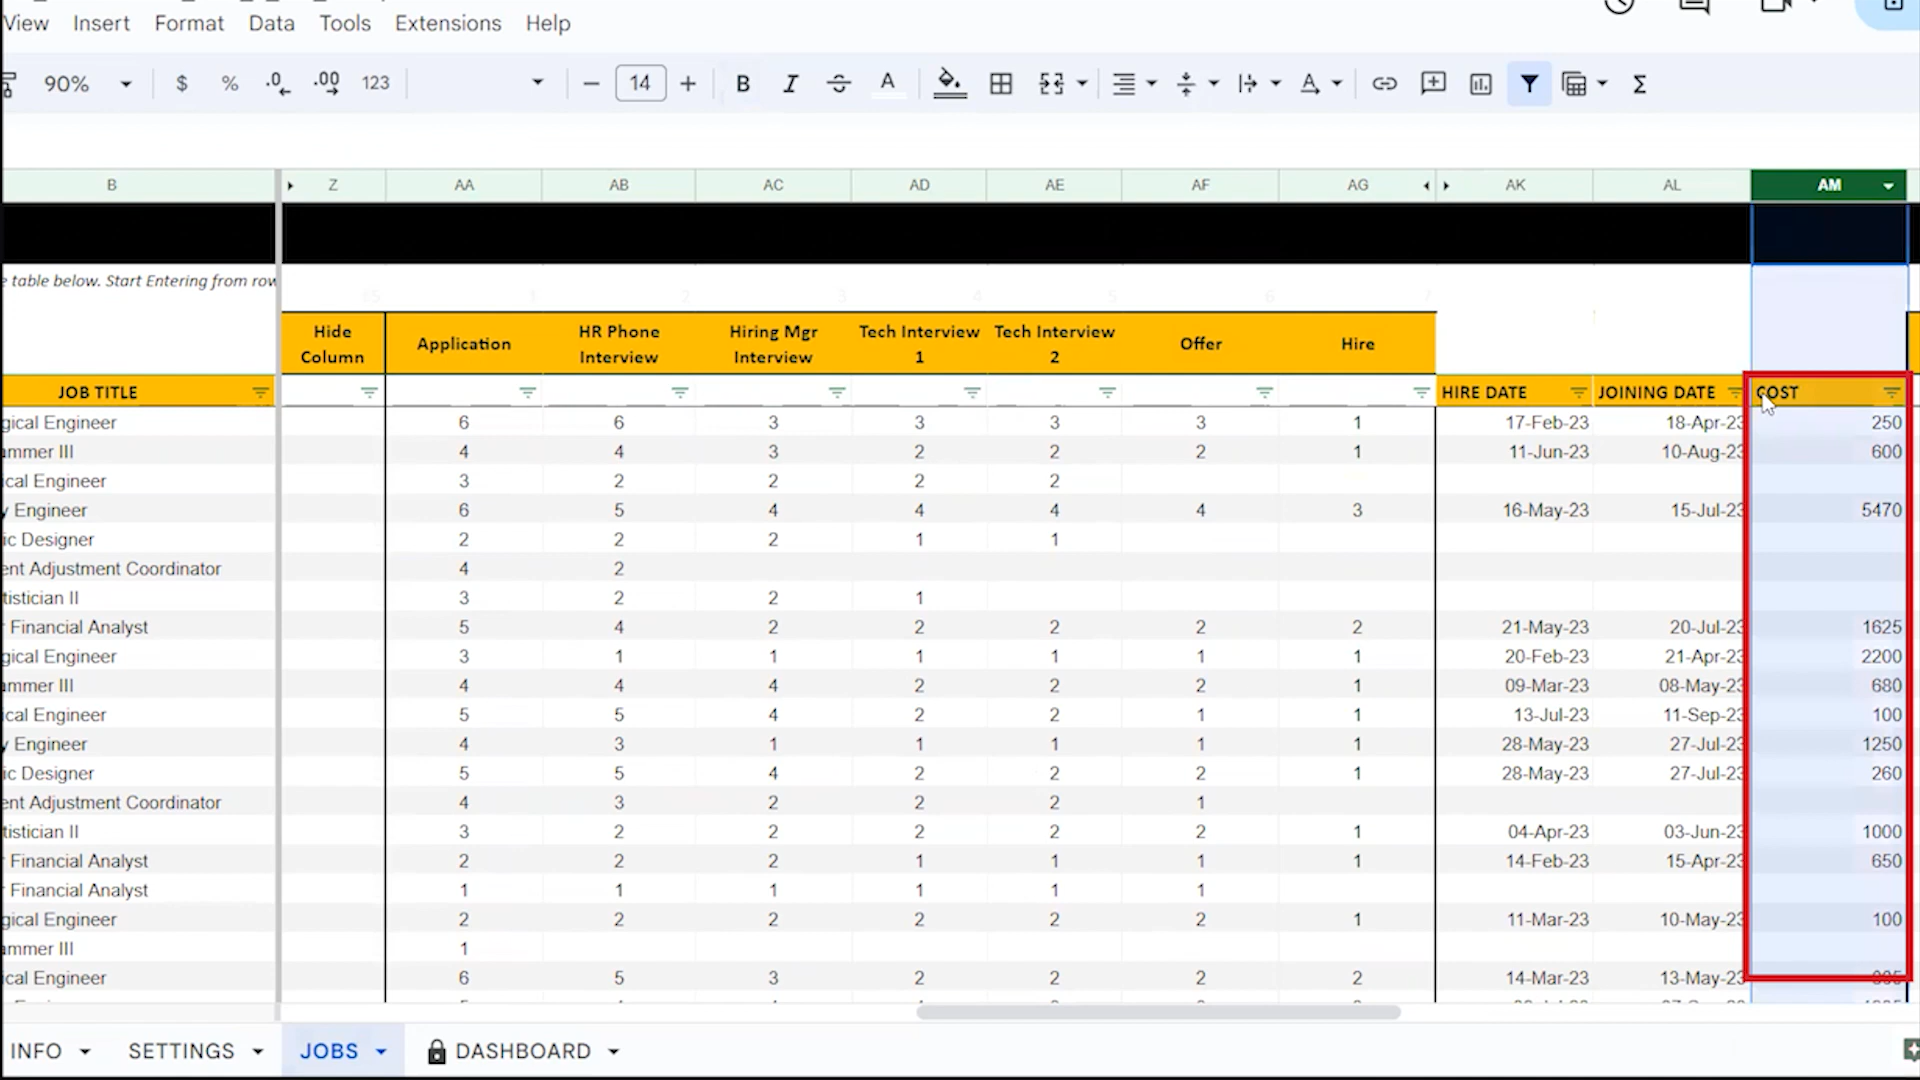 View Insert Format Data Tools Extensions Help
90% $ % .0 .00 123 − 14 + B I A A Σ
B Z AA AB AC AD AE AF AG AK AL AM
e table below. Start Entering from row
65 1 2 3 4 5 6 7
Hide Column Application HR Phone Interview Hiring Mgr Interview Tech Interview 1 Tech Interview 2 Offer Hire
JOB TITLE HIRE DATE JOINING DATE COST
gical Engineer 6 6 3 3 3 3 1 17-Feb-23 18-Apr-23 250
ammer III 4 4 3 2 2 2 1 11-Jun-23 10-Aug-23 600
ical Engineer 3 2 2 2 2
y Engineer 6 5 4 4 4 4 3 16-May-23 15-Jul-23 5470
ic Designer 2 2 2 1 1
ent Adjustment Coordinator 4 2
tistician II 3 2 2 1
r Financial Analyst 5 4 2 2 2 2 2 21-May-23 20-Jul-23 1625
gical Engineer 3 1 1 1 1 1 1 20-Feb-23 21-Apr-23 2200
ammer III 4 4 4 2 2 2 1 09-Mar-23 08-May-23 680
ical Engineer 5 5 4 2 2 1 1 13-Jul-23 11-Sep-23 100
y Engineer 4 3 1 1 1 1 1 28-May-23 27-Jul-23 1250
ic Designer 5 5 4 2 2 2 1 28-May-23 27-Jul-23 260
ent Adjustment Coordinator 4 3 2 2 2 1
tistician II 3 2 2 2 2 2 1 04-Apr-23 03-Jun-23 1000
r Financial Analyst 2 2 2 1 1 1 1 14-Feb-23 15-Apr-23 650
r Financial Analyst 1 1 1 1 1 1
gical Engineer 2 2 2 2 2 2 1 11-Mar-23 10-May-23 100
ammer III 1
ical Engineer 6 5 3 2 2 2 2 14-Mar-23 13-May-23
INFO SETTINGS JOBS DASHBOARD